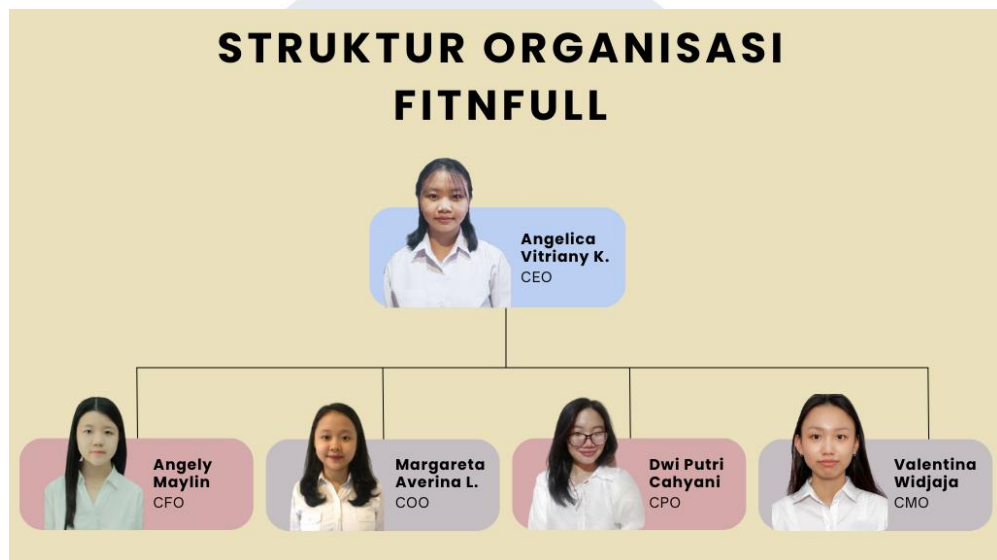 STRUKTUR ORGANISASI
FITNFULL
Angelica
Vitriany K.
CEO
Angely
Maylin
CFO
Margareta
Averina L.
COO
Dwi Putri
Cahyani
CPO
Valentina
Widjaja
CMO